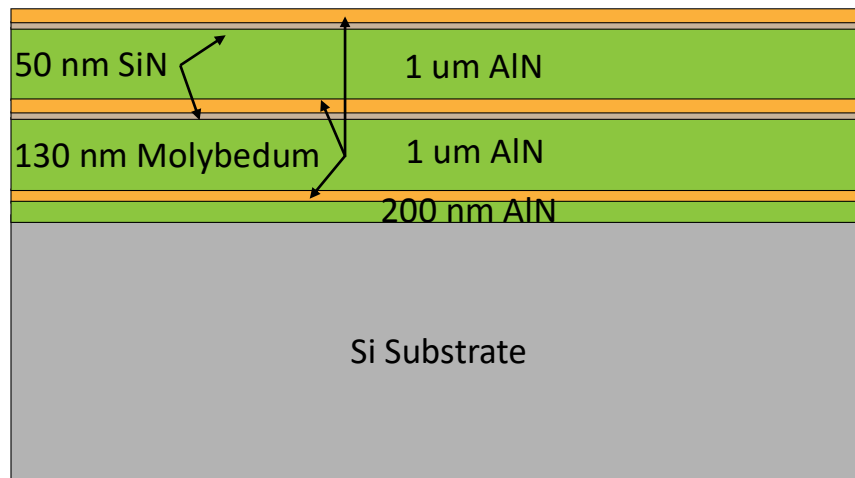 50 nm SiN
1 um AlN
130 nm Molybedum
1 um AlN
200 nm AlN
Si Substrate